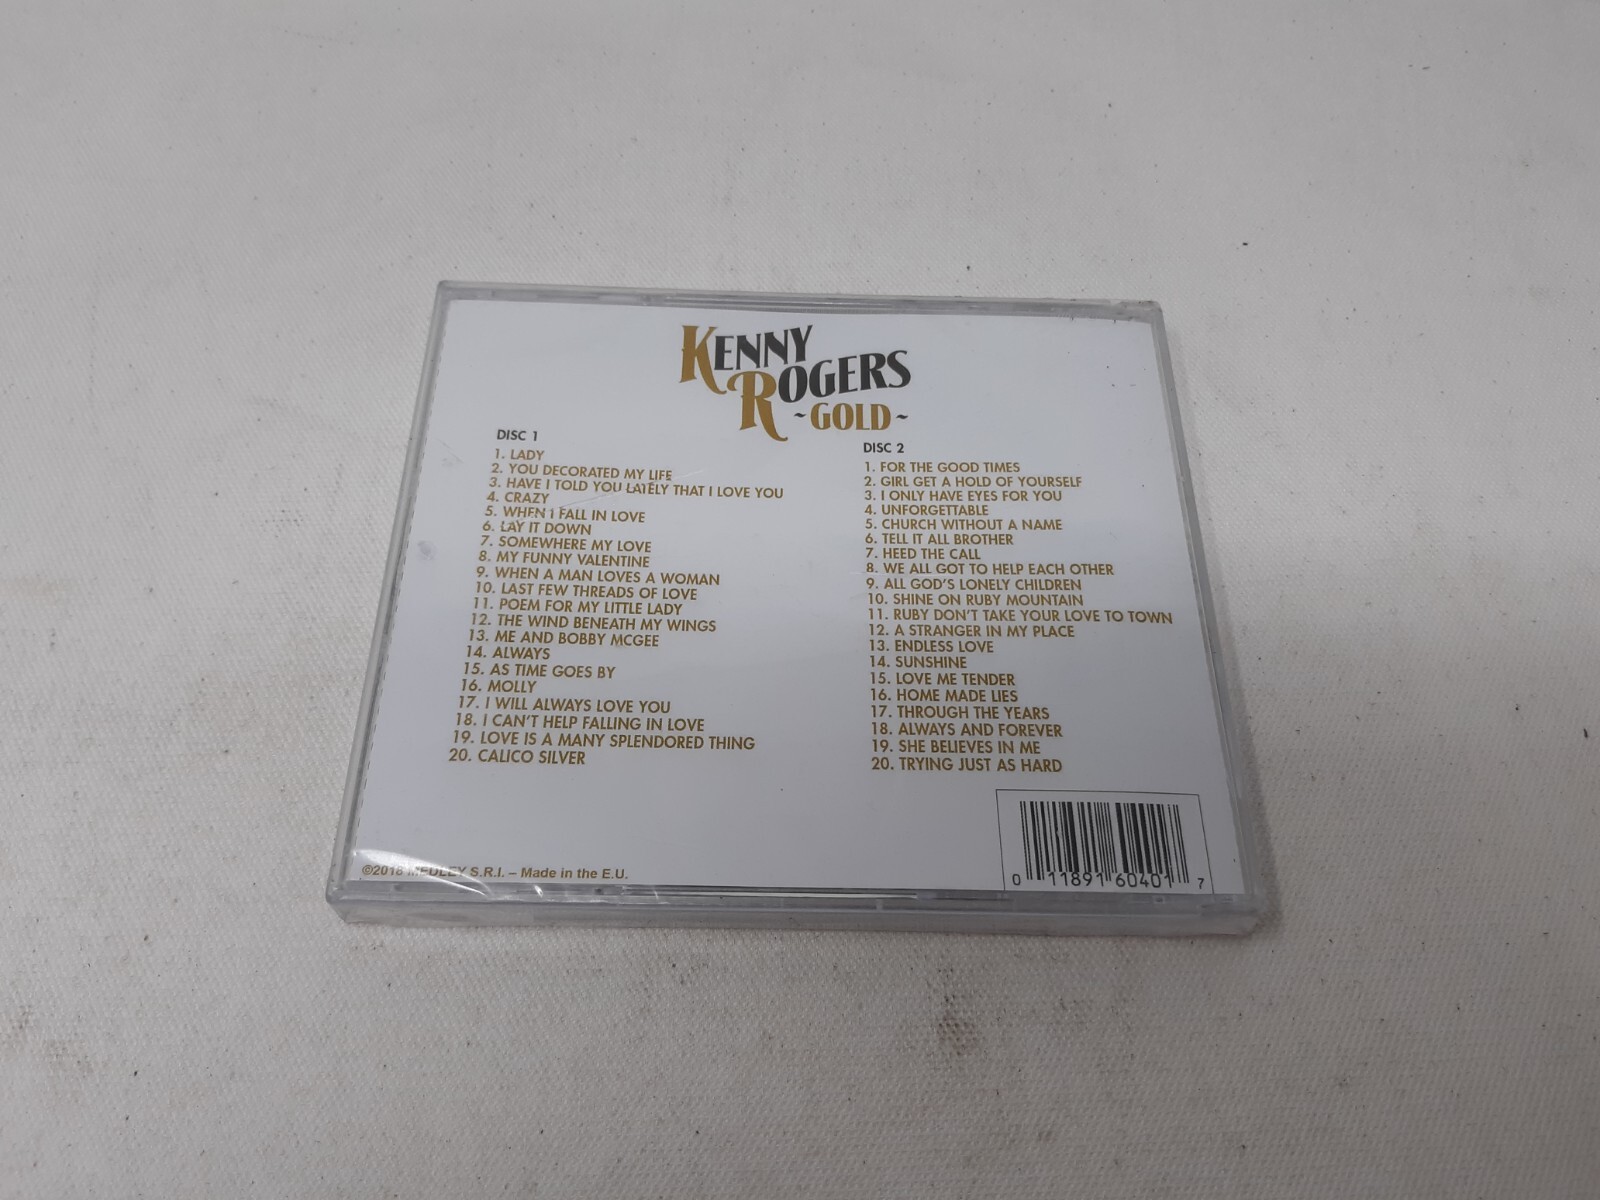 KENNY
ROGERS
~GOLD~
DISC 1
1. LADY
2. YOU DECORATED MY LIFE
3. HAVE I TOLD YOU LATELY THAT I LOVE YOU
4. CRAZY
5. WHEN I FALL IN LOVE
6. LAY IT DOWN
7. SOMEWHERE MY LOVE
8. MY FUNNY VALENTINE
9. WHEN A MAN LOVES A WOMAN
10. LAST FEW THREADS OF LOVE
11. POEM FOR MY LITTLE LADY
12. THE WIND BENEATH MY WINGS
13. ME AND BOBBY MCGEE
14. ALWAYS
15. AS TIME GOES BY
16. MOLLY
17. I WILL ALWAYS LOVE YOU
18. I CAN'T HELP FALLING IN LOVE
19. LOVE IS A MANY SPLENDORED THING
20. CALICO SILVER
DISC 2
1. FOR THE GOOD TIMES
2. GIRL GET A HOLD OF YOURSELF
3. I ONLY HAVE EYES FOR YOU
4. UNFORGETTABLE
5. CHURCH WITHOUT A NAME
6. TELL IT ALL BROTHER
7. HEED THE CALL
8. WE ALL GOT TO HELP EACH OTHER
9. ALL GOD'S LONELY CHILDREN
10. SHINE ON RUBY MOUNTAIN
11. RUBY DON'T TAKE YOUR LOVE TO TOWN
12. A STRANGER IN MY PLACE
13. ENDLESS LOVE
14. SUNSHINE
15. LOVE ME TENDER
16. HOME MADE LIES
17. THROUGH THE YEARS
18. ALWAYS AND FOREVER
19. SHE BELIEVES IN ME
20. TRYING JUST AS HARD
©2018 MEDLEY S.R.I. – Made in the E.U.
0 11891 60401 7